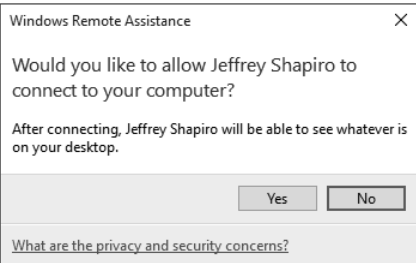 Windows Remote Assistance
Would you like to allow Jeffrey Shapiro to
connect to your computer?
After connecting, Jeffrey Shapiro will be able to see whatever is
on your desktop.
Yes
No
What are the privacy and security concerns?